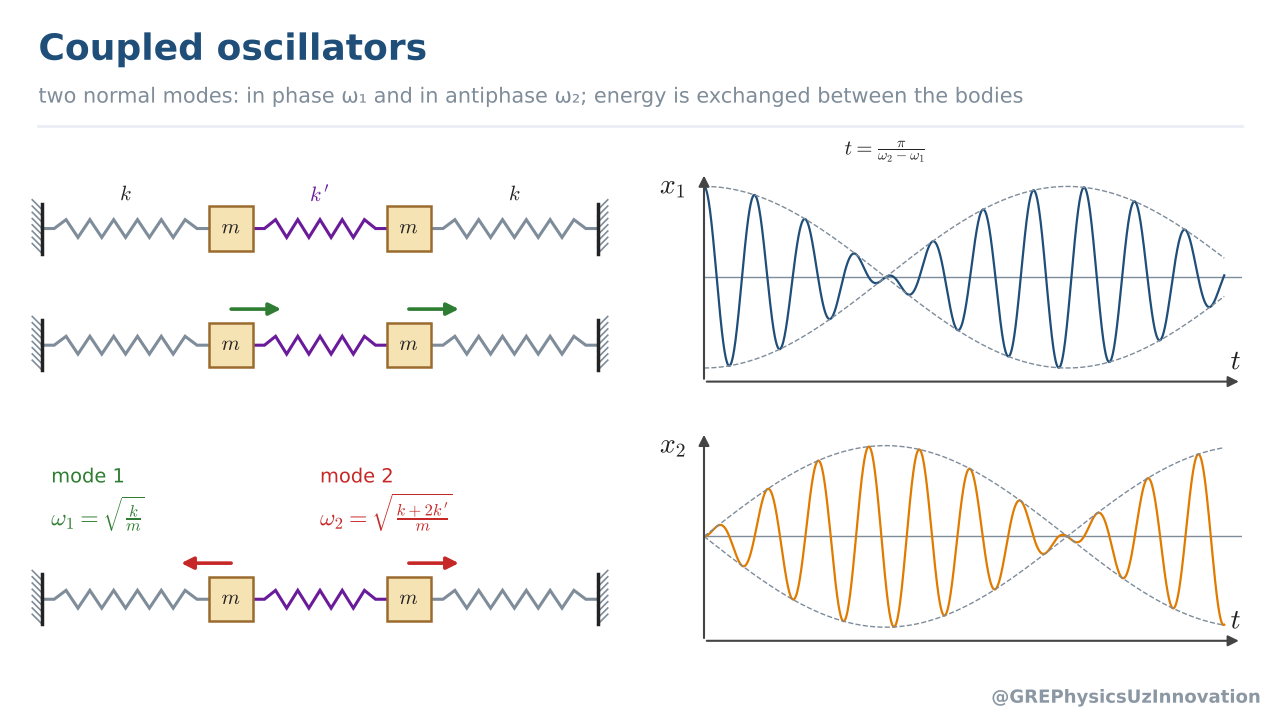 Coupled oscillators
two normal modes: in phase ω₁ and in antiphase ω₂; energy is exchanged between the bodies
t = π/(ω₂ − ω₁)
k k′ k
m m
m m
mode 1 mode 2
ω₁ = √(k/m) ω₂ = √((k + 2k′)/m)
m m
x₁
t
x₂
t
@GREPhysicsUzInnovation